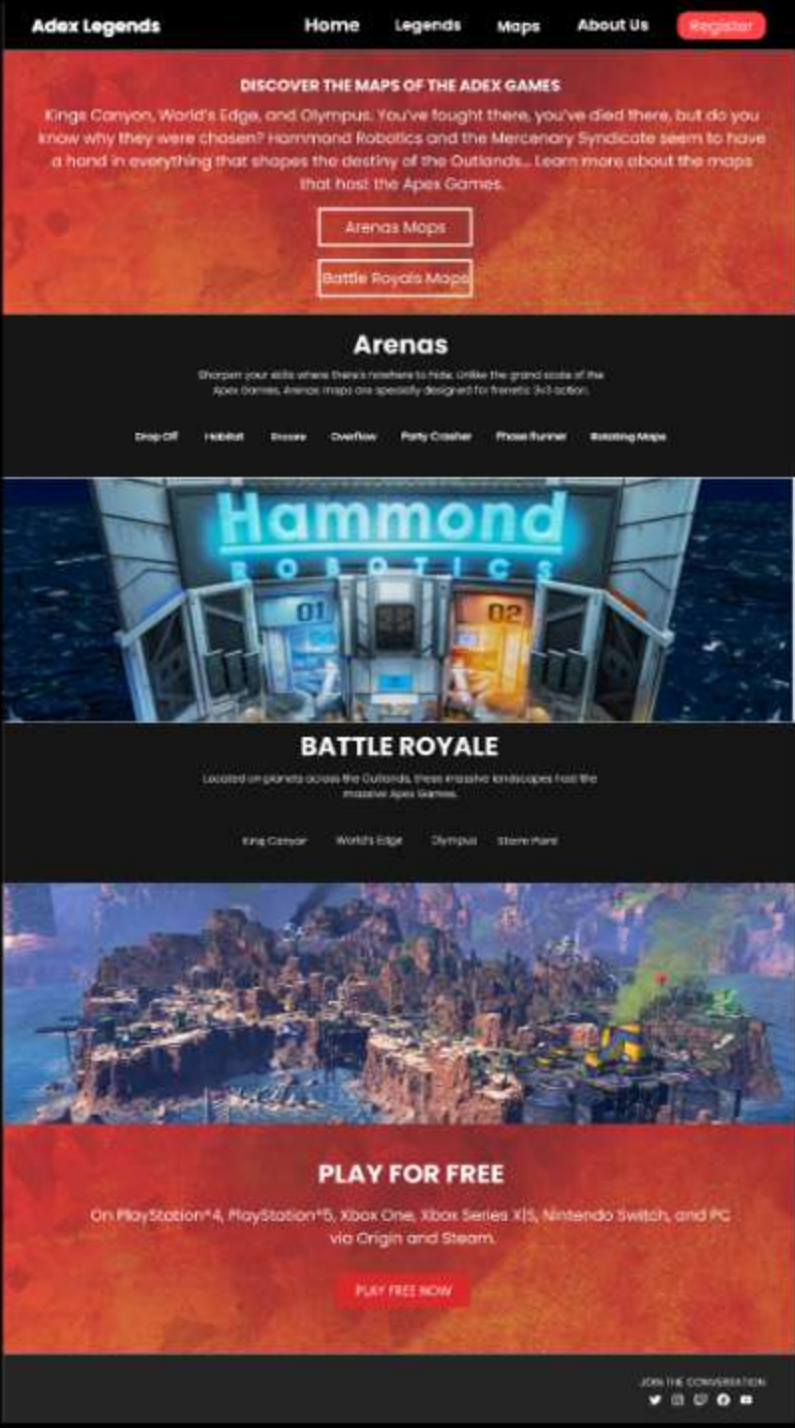 Adex Legends Home Legends Maps About Us Register
DISCOVER THE MAPS OF THE ADEX GAMES
Kings Canyon, World's Edge, and Olympus. You've fought there, you've died there, but do you
know why they were chosen? Hammond Robotics and the Mercenary Syndicate seem to have
a hand in everything that shapes the destiny of the Outlands... Learn more about the maps
that host the Apex Games.
Arenas Maps
Battle Royals Maps
Arenas
Sharpen your skills where there's nowhere to hide. Unlike the grand scale of the
Apex Games, Arenas maps are specially designed for frenetic 3v3 action.
Drop Off Habitat Encore Overflow Party Crasher Phase Runner Rotating Maps
Hammond
ROBOTICS
01 02
BATTLE ROYALE
Located on planets across the Outlands, these massive landscapes host the
massive Apex Games.
King Canyon World's Edge Olympus Storm Point
PLAY FOR FREE
On PlayStation®4, PlayStation®5, Xbox One, Xbox Series X|S, Nintendo Switch, and PC
via Origin and Steam.
PLAY FREE NOW
JOIN THE CONVERSATION